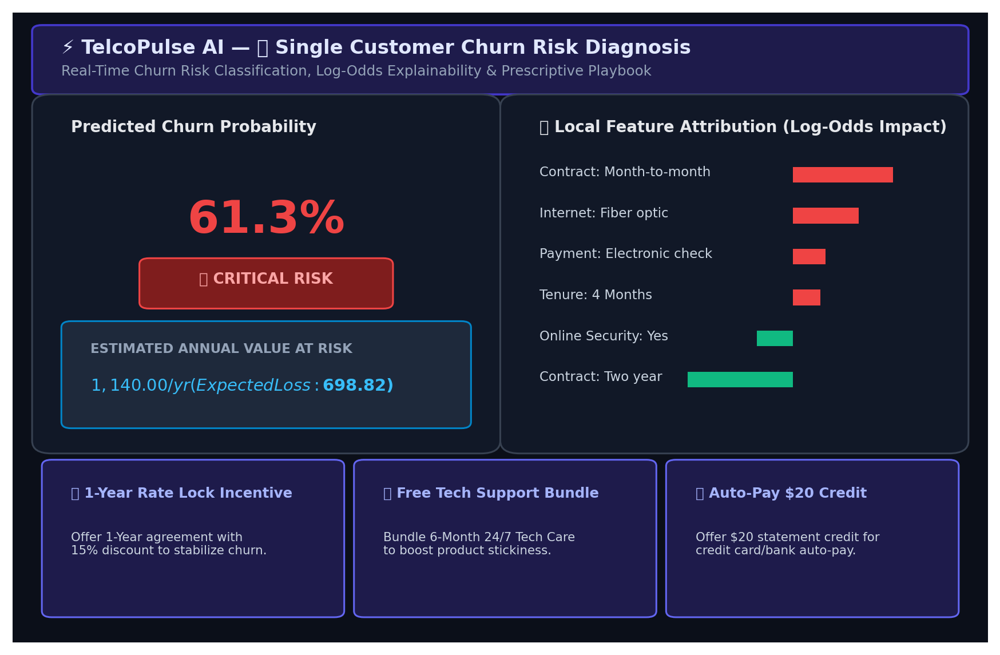 ⚡ TelcoPulse AI — ▯ Single Customer Churn Risk Diagnosis
Real-Time Churn Risk Classification, Log-Odds Explainability & Prescriptive Playbook
Predicted Churn Probability
61.3%
▯ CRITICAL RISK
ESTIMATED ANNUAL VALUE AT RISK
1,140.00/yr(ExpectedLoss:698.82)
▯ Local Feature Attribution (Log-Odds Impact)
Contract: Month-to-month
Internet: Fiber optic
Payment: Electronic check
Tenure: 4 Months
Online Security: Yes
Contract: Two year
▯ 1-Year Rate Lock Incentive
Offer 1-Year agreement with
15% discount to stabilize churn.
▯ Free Tech Support Bundle
Bundle 6-Month 24/7 Tech Care
to boost product stickiness.
▯ Auto-Pay $20 Credit
Offer $20 statement credit for
credit card/bank auto-pay.